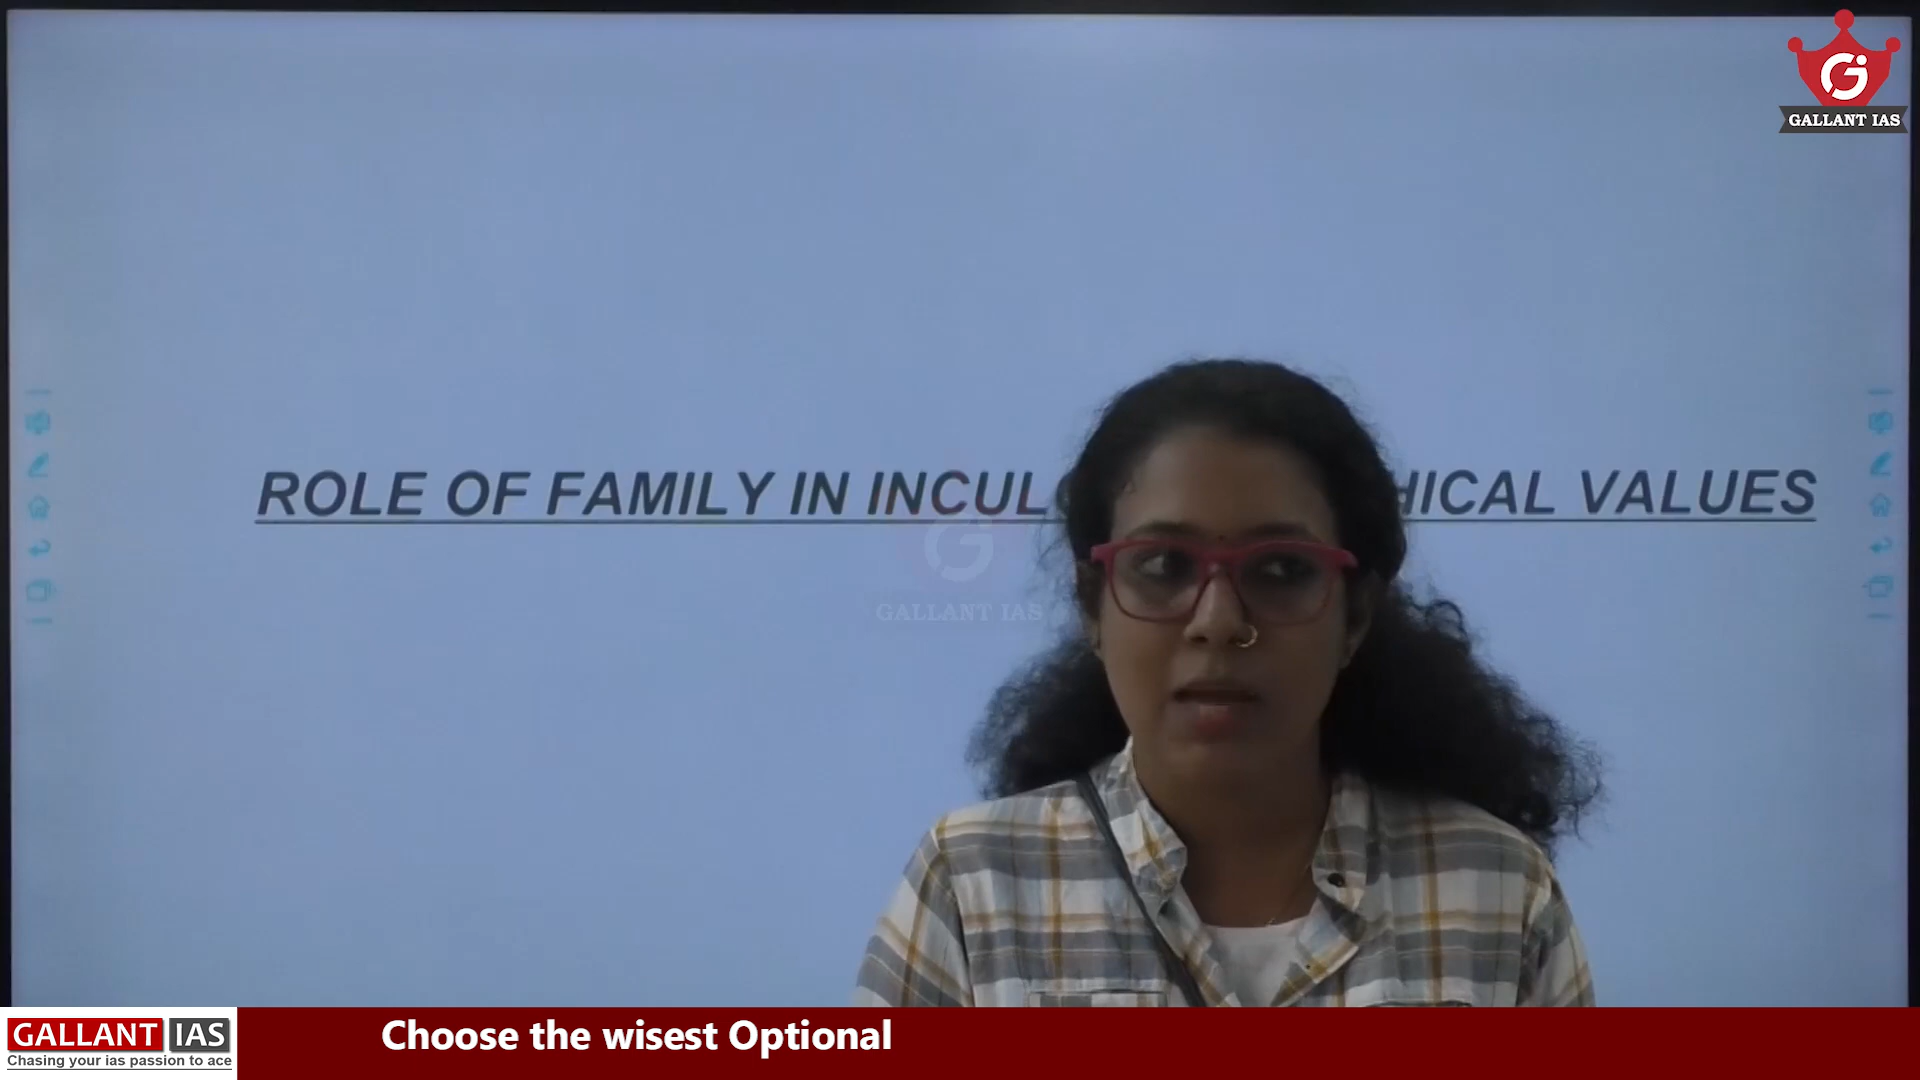 GALLANT IAS
ROLE OF FAMILY IN INCUL HICAL VALUES
GALLANT IAS
GALLANT IAS
Chasing your ias passion to ace
Choose the wisest Optional